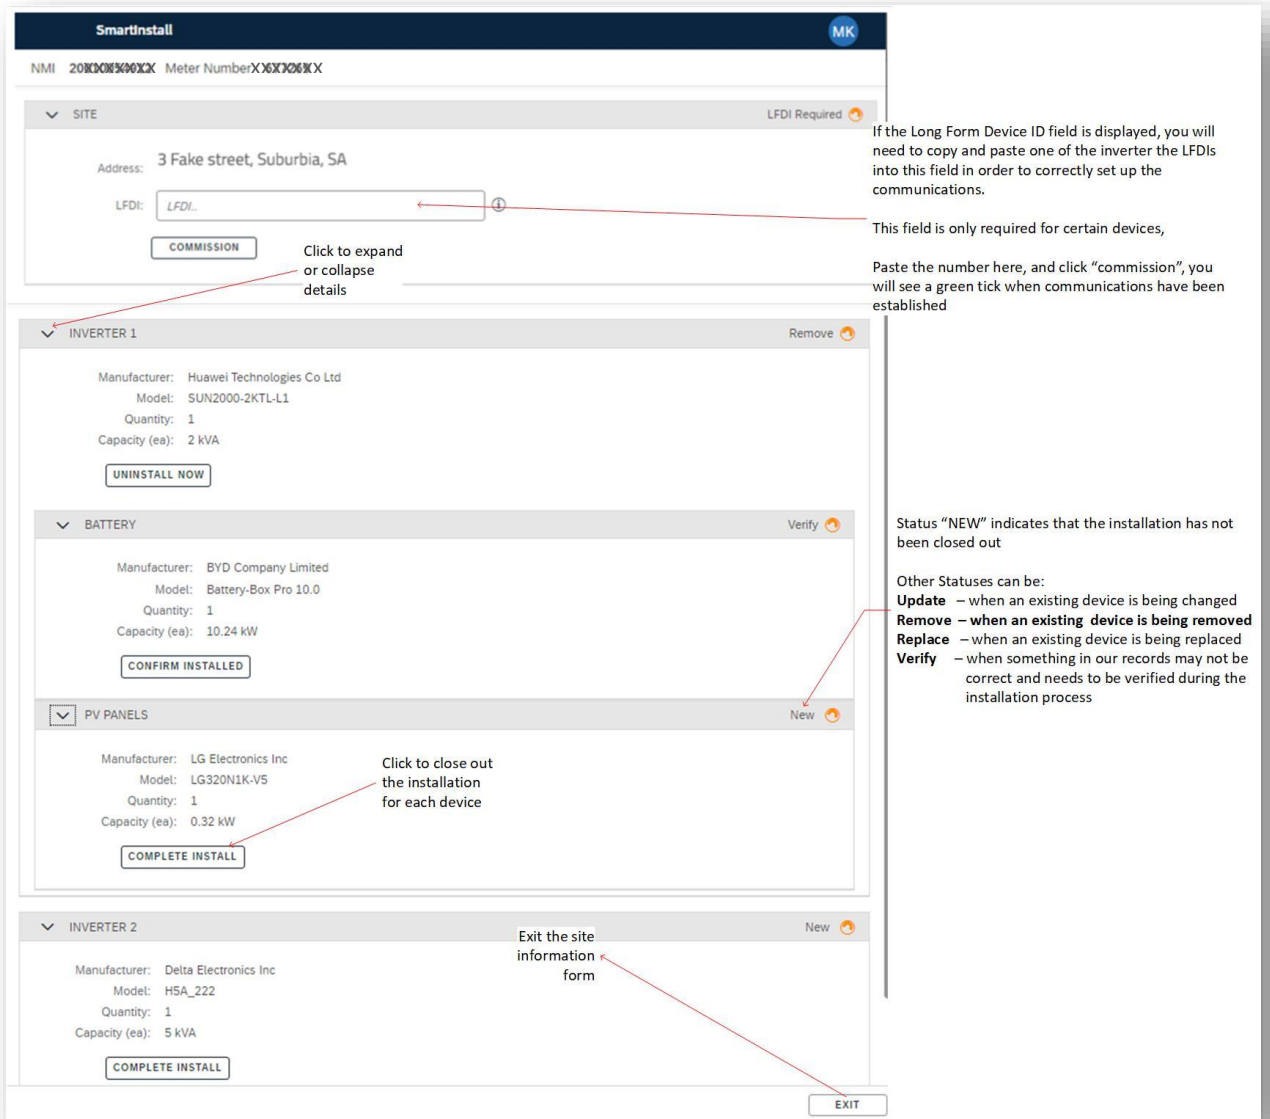 SmartInstall
MK
NMI Meter Number
SITE
LFDI Required
Address: 3 Fake street, Suburbia, SA
LFDI: LFDI..
COMMISSION
Click to expand
or collapse
details
If the Long Form Device ID field is displayed, you will
need to copy and paste one of the inverter the LFDIs
into this field in order to correctly set up the
communications.
This field is only required for certain devices,
Paste the number here, and click “commission”, you
will see a green tick when communications have been
established
INVERTER 1
Remove
Manufacturer: Huawei Technologies Co Ltd
Model: SUN2000-2KTL-L1
Quantity: 1
Capacity (ea): 2 kVA
UNINSTALL NOW
BATTERY
Verify
Manufacturer: BYD Company Limited
Model: Battery-Box Pro 10.0
Quantity: 1
Capacity (ea): 10.24 kW
CONFIRM INSTALLED
Status “NEW” indicates that the installation has not
been closed out
Other Statuses can be:
Update – when an existing device is being changed
Remove – when an existing device is being removed
Replace – when an existing device is being replaced
Verify – when something in our records may not be
correct and needs to be verified during the
installation process
PV PANELS
New
Manufacturer: LG Electronics Inc
Model: LG320N1K-V5
Quantity: 1
Capacity (ea): 0.32 kW
COMPLETE INSTALL
Click to close out
the installation
for each device
INVERTER 2
New
Manufacturer: Delta Electronics Inc
Model: H5A_222
Quantity: 1
Capacity (ea): 5 kVA
COMPLETE INSTALL
Exit the site
information
form
EXIT